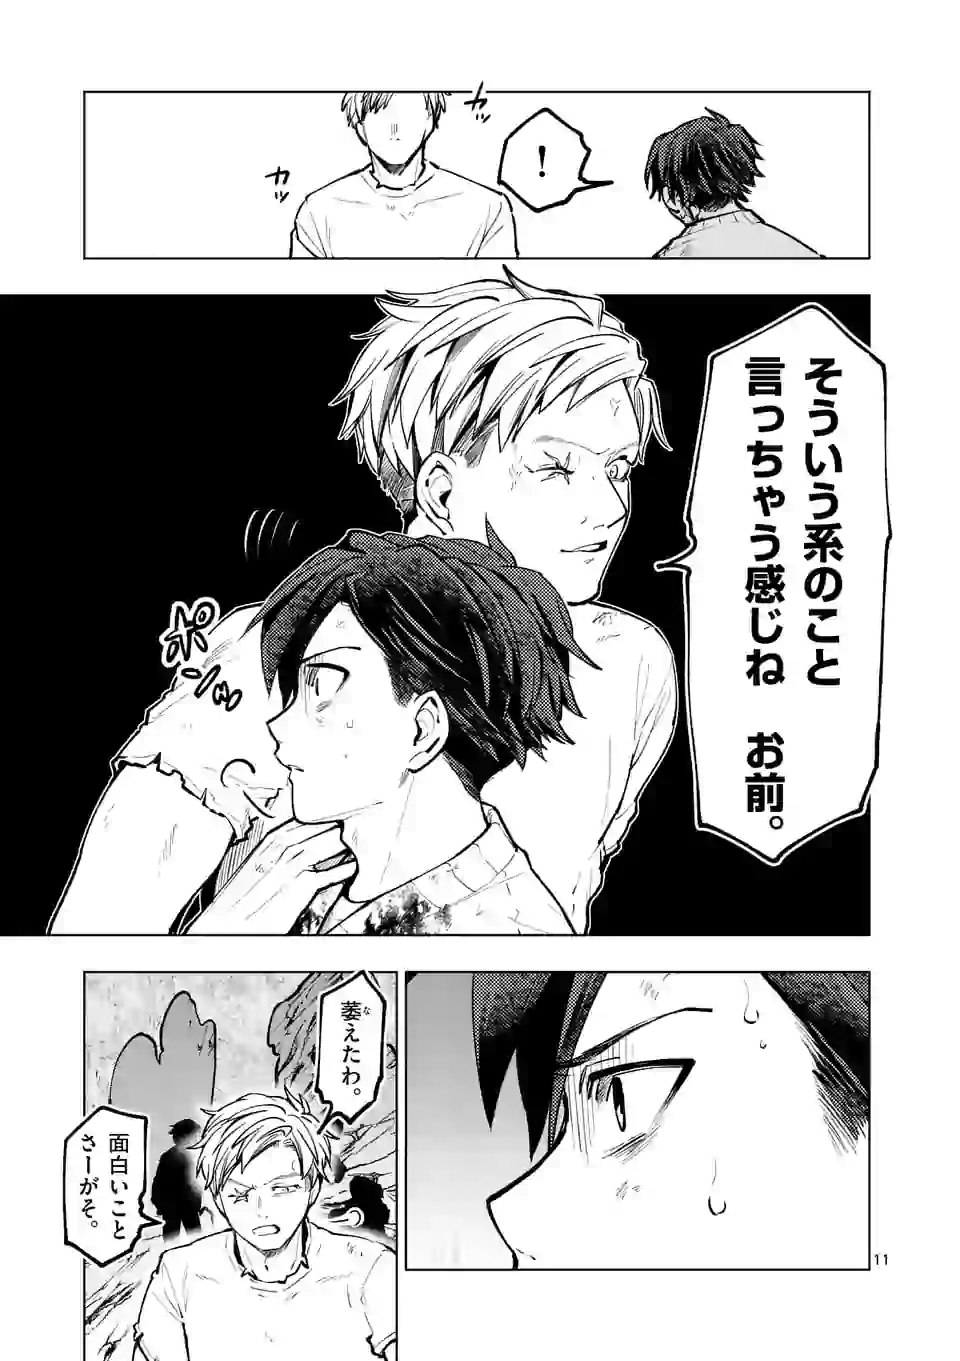 カッ
！
カッ
そういう系のこと
言っちゃう感じね　お前。
ポンッ
萎えたわ。
な
面白いこと
さーがそ。
11